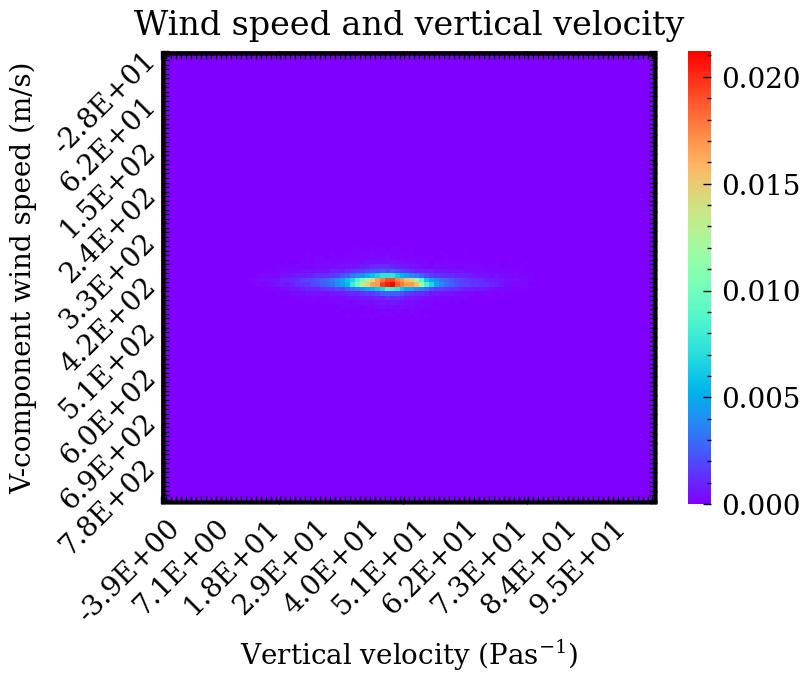 Wind speed and vertical velocity
V-component wind speed (m/s)
-2.8E+01
6.2E+01
1.5E+02
2.4E+02
3.3E+02
4.2E+02
5.1E+02
6.0E+02
6.9E+02
7.8E+02
-3.9E+00
7.1E+00
1.8E+01
2.9E+01
4.0E+01
5.1E+01
6.2E+01
7.3E+01
8.4E+01
9.5E+01
Vertical velocity (Pas⁻¹)
0.020
0.015
0.010
0.005
0.000